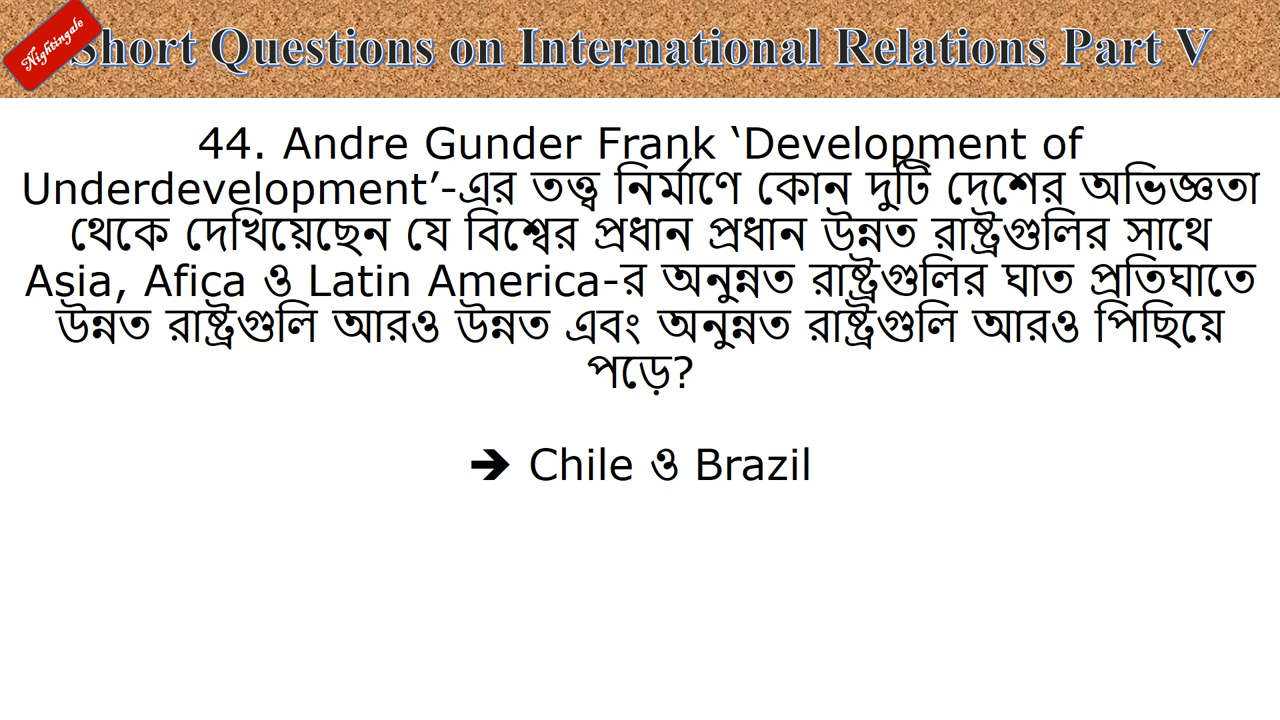 Nightingale
Short Questions on International Relations Part V
44. Andre Gunder Frank ‘Development of
Underdevelopment’-এর তত্ত্ব নির্মাণে কোন দুটি দেশের অভিজ্ঞতা
থেকে দেখিয়েছেন যে বিশ্বের প্রধান প্রধান উন্নত রাষ্ট্রগুলির সাথে
Asia, Afica ও Latin America-র অনুন্নত রাষ্ট্রগুলির ঘাত প্রতিঘাতে
উন্নত রাষ্ট্রগুলি আরও উন্নত এবং অনুন্নত রাষ্ট্রগুলি আরও পিছিয়ে
পড়ে?
➔ Chile ও Brazil